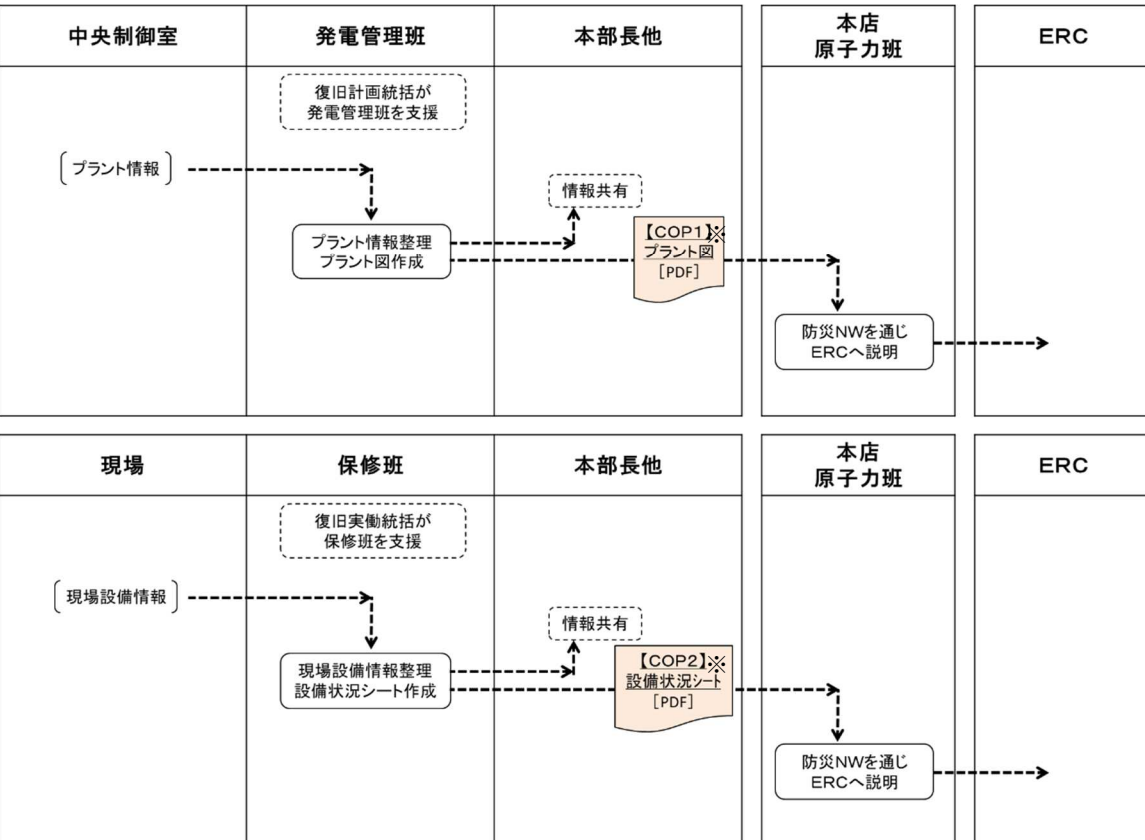 中央制御室
発電管理班
本部長他
本店
原子力班
ERC
復旧計画統括が
発電管理班を支援
プラント情報
情報共有
プラント情報整理
プラント図作成
【COP1】※
プラント図
[PDF]
防災NWを通じ
ERCへ説明
現場
保修班
本部長他
本店
原子力班
ERC
復旧実働統括が
保修班を支援
現場設備情報
情報共有
現場設備情報整理
設備状況シート作成
【COP2】※
設備状況シート
[PDF]
防災NWを通じ
ERCへ説明